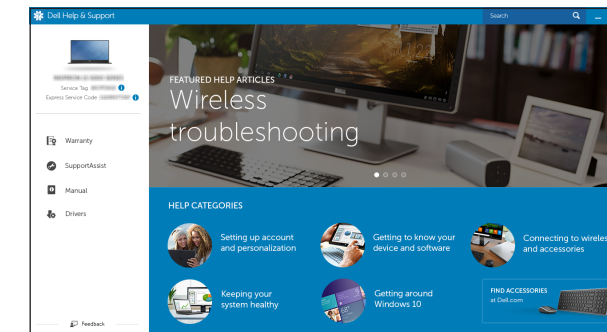 Dell Help & Support
Search
Service Tag
Express Service Code
Warranty
SupportAssist
Manual
Drivers
Feedback
FEATURED HELP ARTICLES
Wireless
troubleshooting
HELP CATEGORIES
Setting up account
and personalization
Getting to know your
device and software
Connecting to
and accessories
Keeping your
system healthy
Getting around
Windows 10
FIND ACCESSORIES
at Dell.com